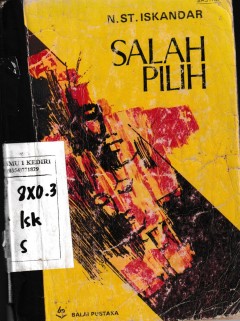 N.ST. ISKANDAR
SALAH
PILIH
8X0.3
Isk
S
BALAI PUSTAKA